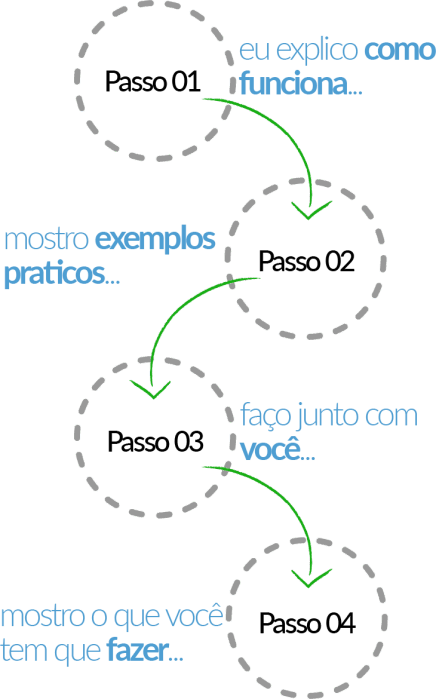 Passo 01
eu explico como
funciona...
mostro exemplos
praticos...
Passo 02
Passo 03
faço junto com
você...
mostro o que você
tem que fazer...
Passo 04